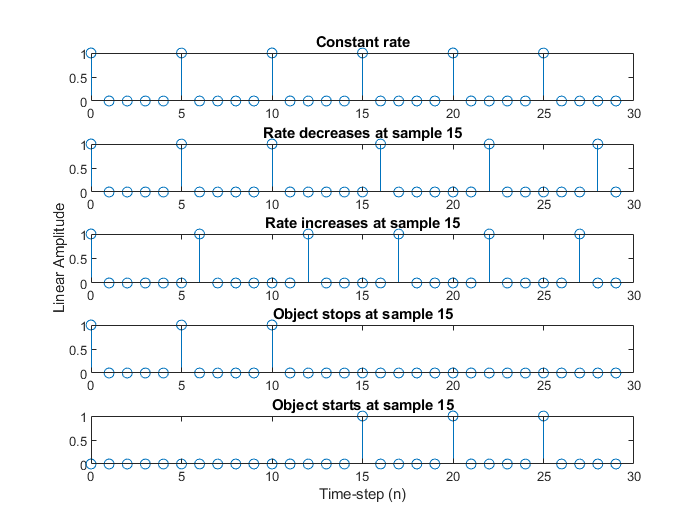 Constant rate
1
0.5
0
0 5 10 15 20 25 30
Rate decreases at sample 15
1
0.5
0
0 5 10 15 20 25 30
Rate increases at sample 15
1
0.5
0
0 5 10 15 20 25 30
Object stops at sample 15
1
0.5
0
0 5 10 15 20 25 30
Object starts at sample 15
1
0.5
0
0 5 10 15 20 25 30
Linear Amplitude
Time-step (n)